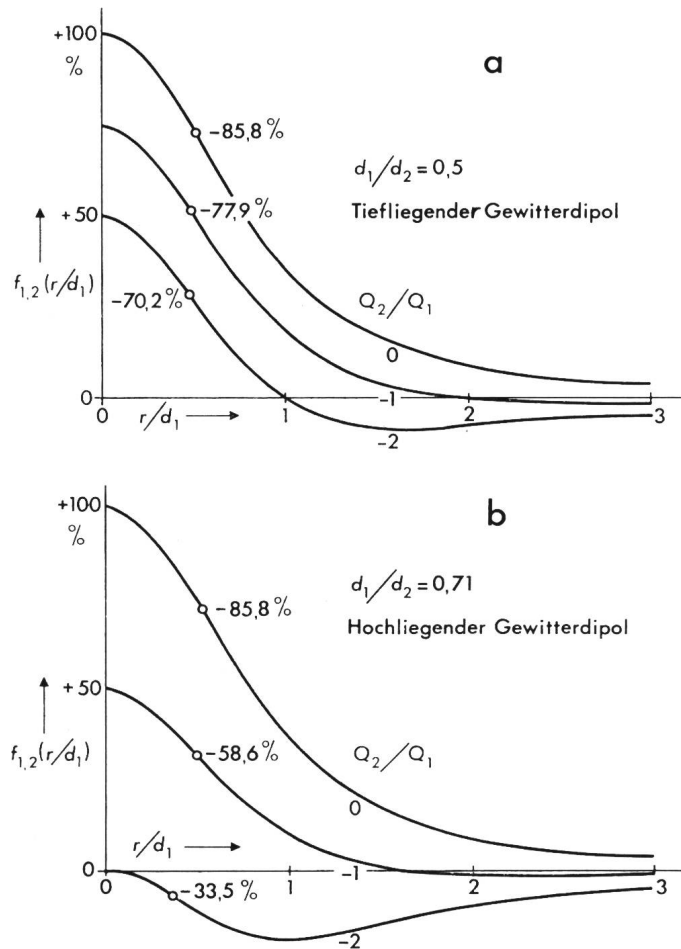 +100
%
a
-85,8 %
d₁/d₂ = 0,5
-77,9 %
Tiefliegender Gewitterdipol
+50
f₁,₂(r/d₁)
-70,2 %
Q₂/Q₁
0
0
-1
0
r/d₁
1
2
3
-2
+100
%
b
d₁/d₂ = 0,71
-85,8 %
Hochliegender Gewitterdipol
+50
f₁,₂(r/d₁)
-58,6 %
Q₂/Q₁
0
r/d₁
0
-1
0
1
2
3
-33,5 %
-2